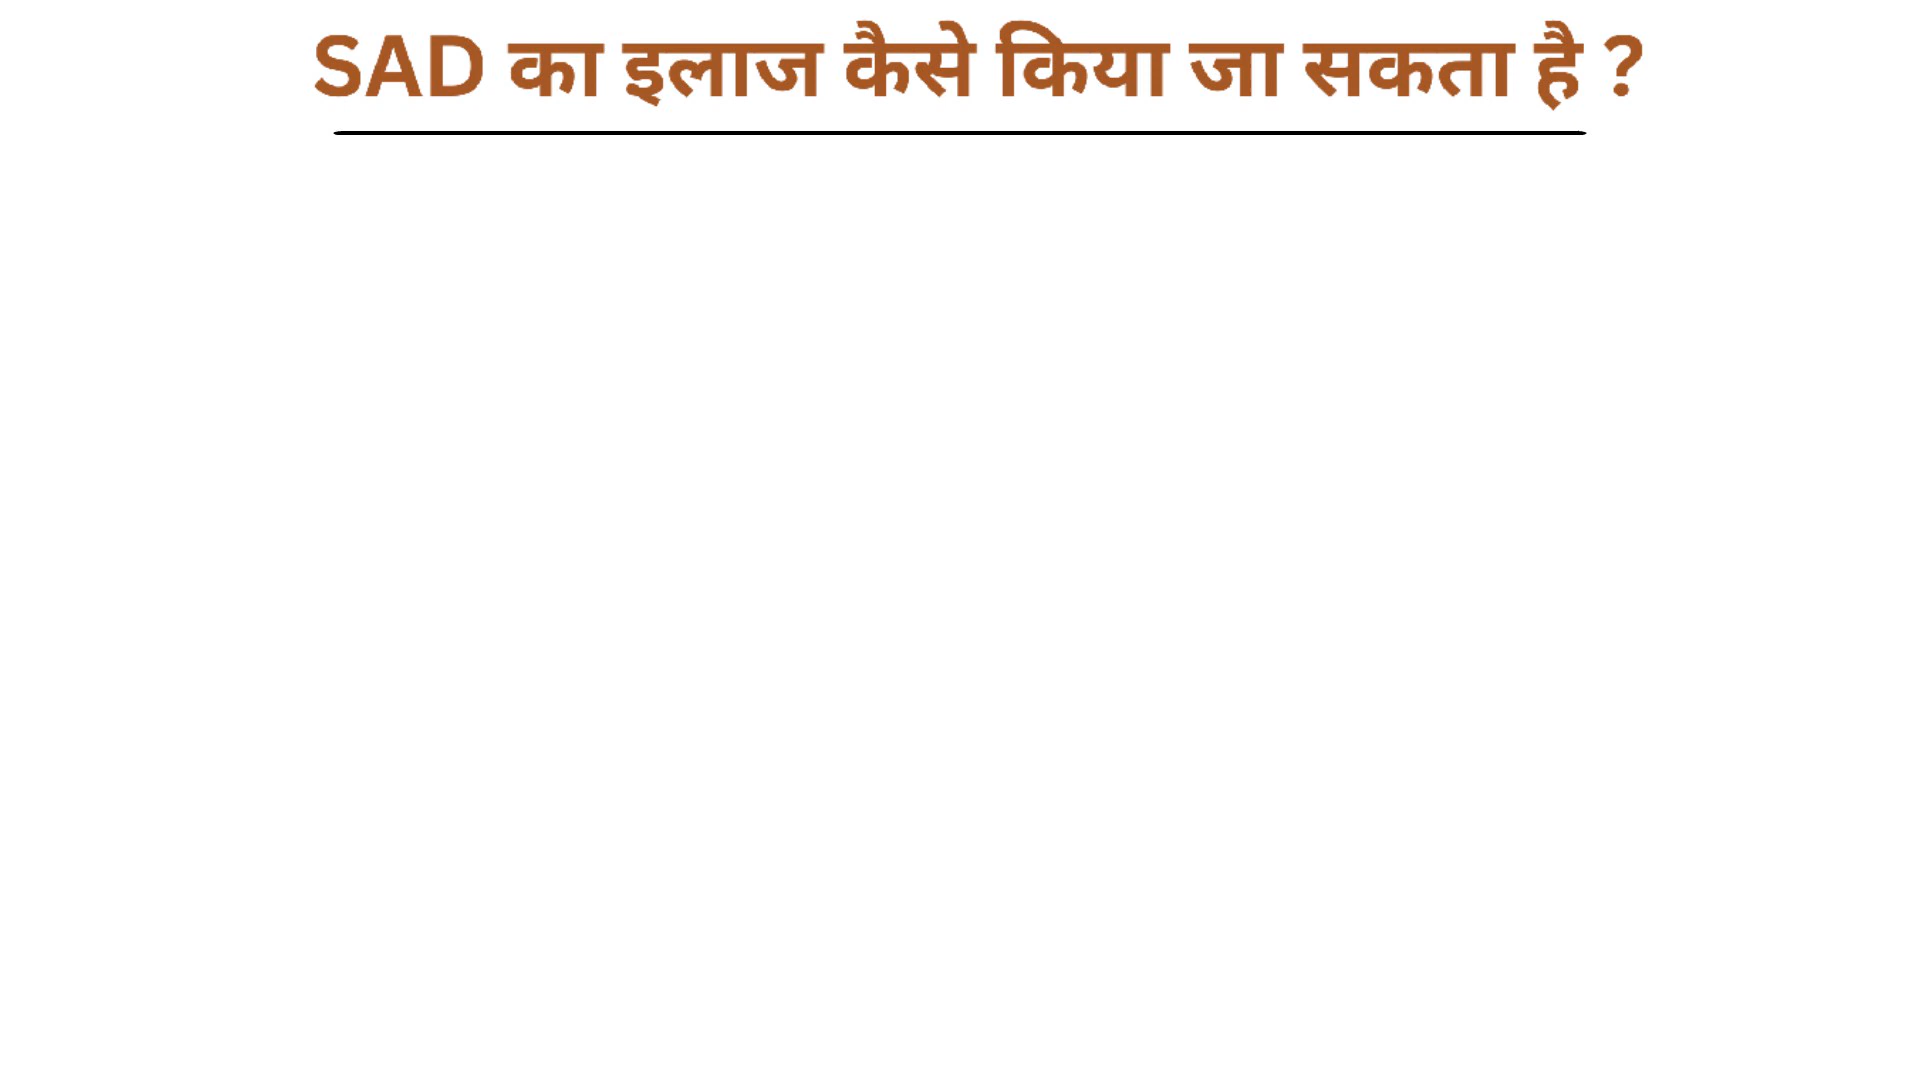 SAD का इलाज कैसे किया जा सकता है ?